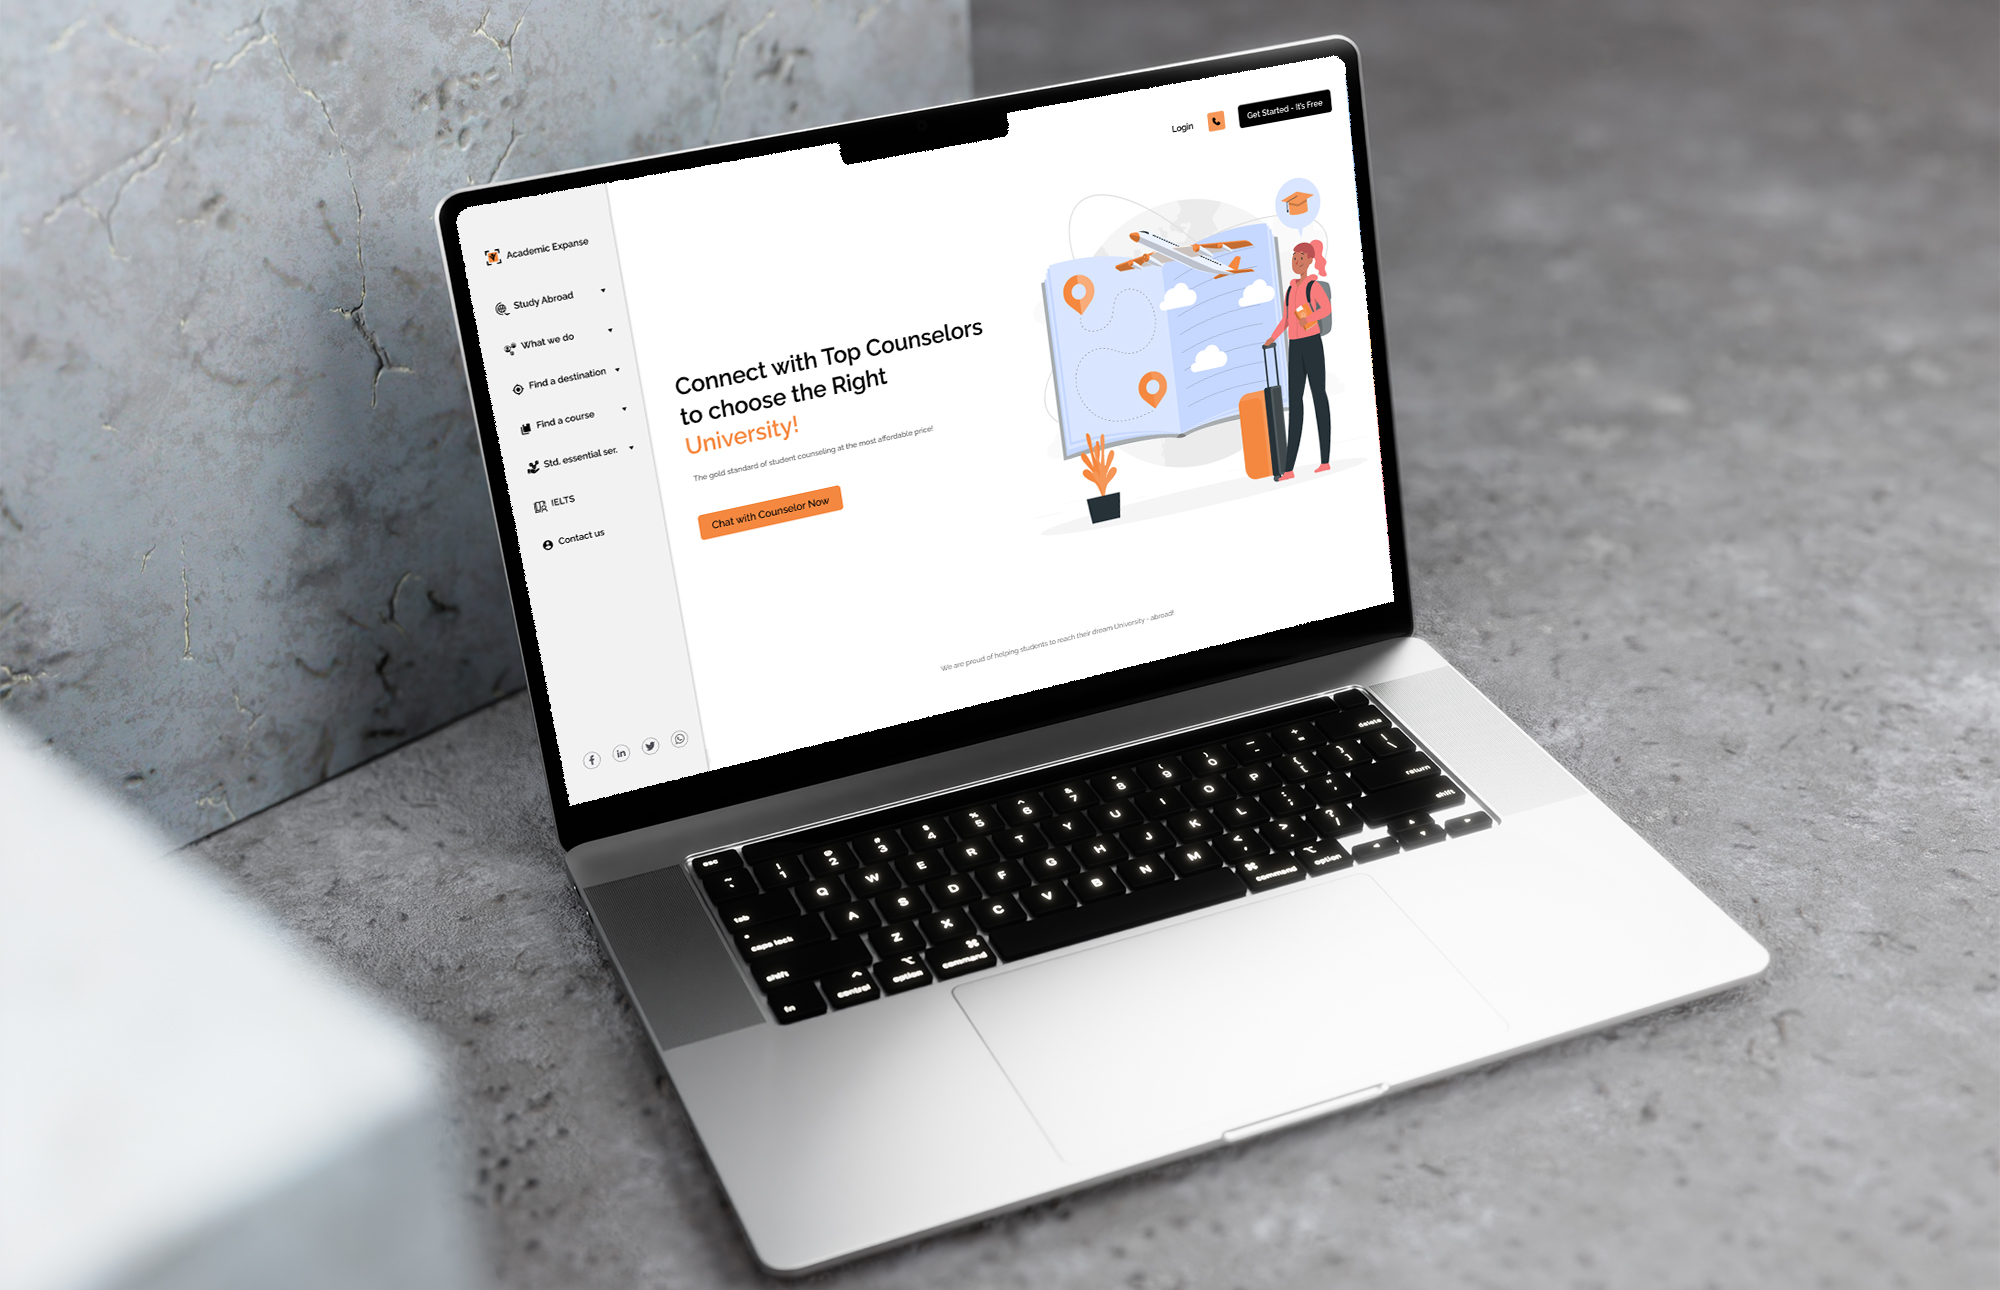 Login
Get Started - It's Free
Academic Expanse
Study Abroad
What we do
Find a destination
Find a course
Std. essential ser.
IELTS
Contact us
Connect with Top Counselors
to choose the Right
University!
The gold standard of student counseling at the most affordable price!
Chat with Counselor Now
We are proud of helping students to reach their dream University - abroad!
esc
~ ! @ # $ % ^ & * ( ) _ + delete
` 1 2 3 4 5 6 7 8 9 0 - =
tab Q W E R T Y U I O P { } |
[ ] \
caps lock A S D F G H J K L : " return
; '
shift Z X C V B N M < > ? shift
, . /
fn control option command command option